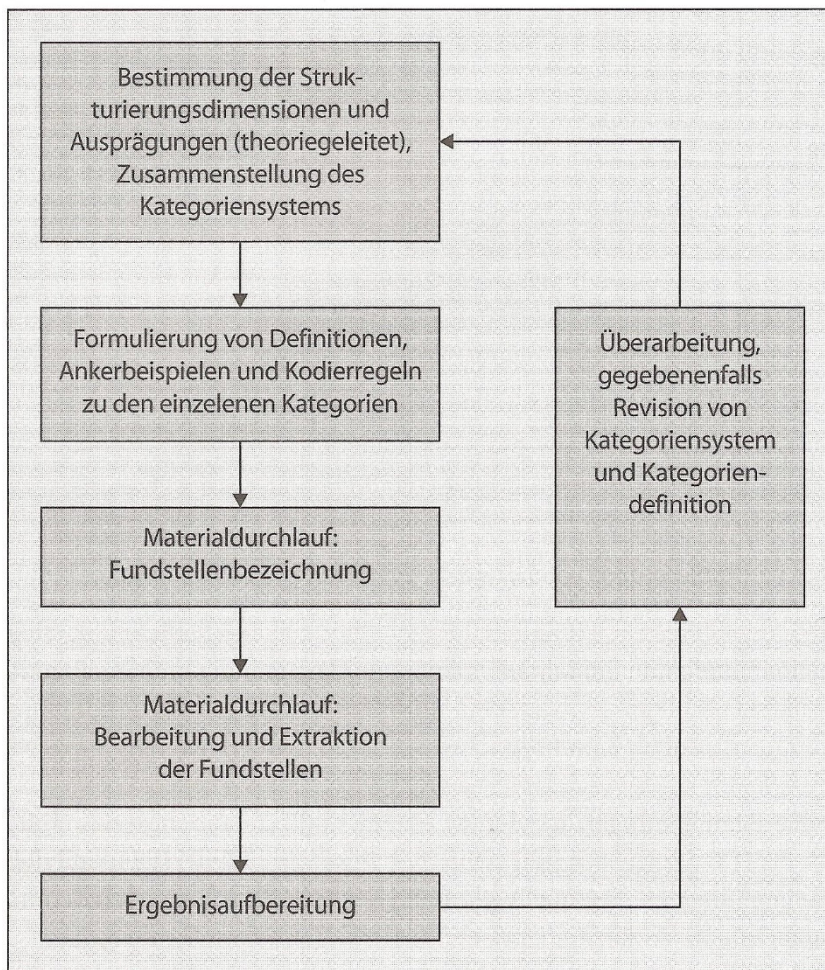 Bestimmung der Struk-
turierungsdimensionen und
Ausprägungen (theoriegeleitet),
Zusammenstellung des
Kategoriensystems
Formulierung von Definitionen,
Ankerbeispielen und Kodierregeln
zu den einzelenen Kategorien
Materialdurchlauf:
Fundstellenbezeichnung
Materialdurchlauf:
Bearbeitung und Extraktion
der Fundstellen
Ergebnisaufbereitung
Überarbeitung,
gegebenenfalls
Revision von
Kategoriensystem
und Kategorien-
definition